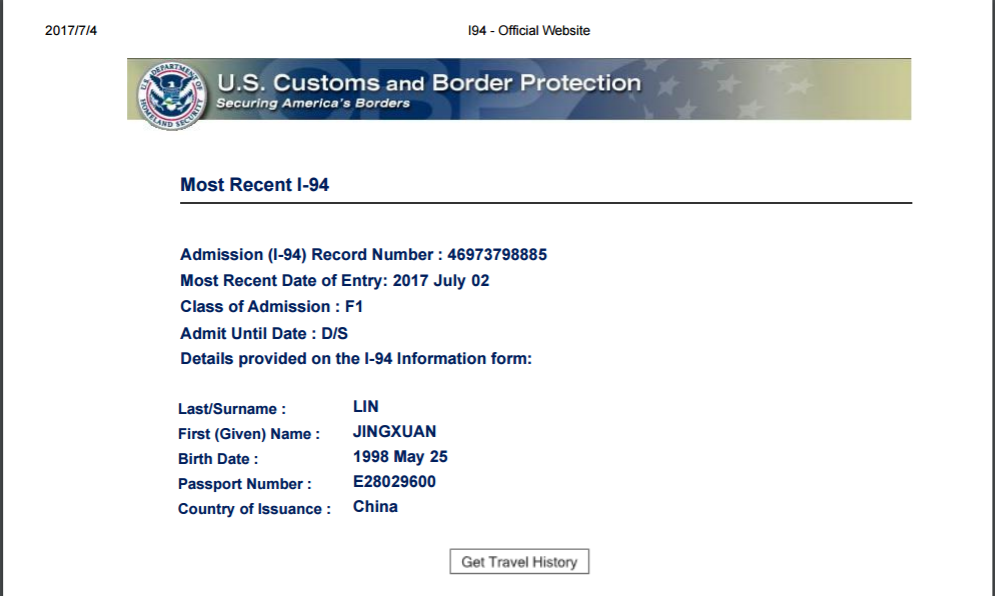 2017/7/4 I94 - Official Website
U.S. DEPARTMENT OF HOMELAND SECURITY
U.S. Customs and Border Protection
Securing America's Borders
CBP
Most Recent I-94
Admission (I-94) Record Number : 46973798885
Most Recent Date of Entry: 2017 July 02
Class of Admission : F1
Admit Until Date : D/S
Details provided on the I-94 Information form:
Last/Surname : LIN
First (Given) Name : JINGXUAN
Birth Date : 1998 May 25
Passport Number : E28029600
Country of Issuance : China
Get Travel History